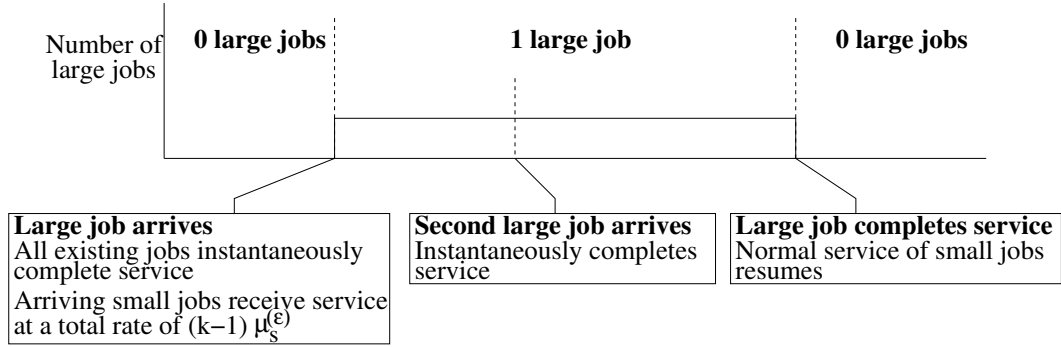 0 large jobs
1 large job
0 large jobs
Number of
large jobs
Large job arrives
All existing jobs instantaneously
complete service
Arriving small jobs receive service
at a total rate of (k−1) μ_s^(ε)
Second large job arrives
Instantaneously completes
service
Large job completes service
Normal service of small jobs
resumes